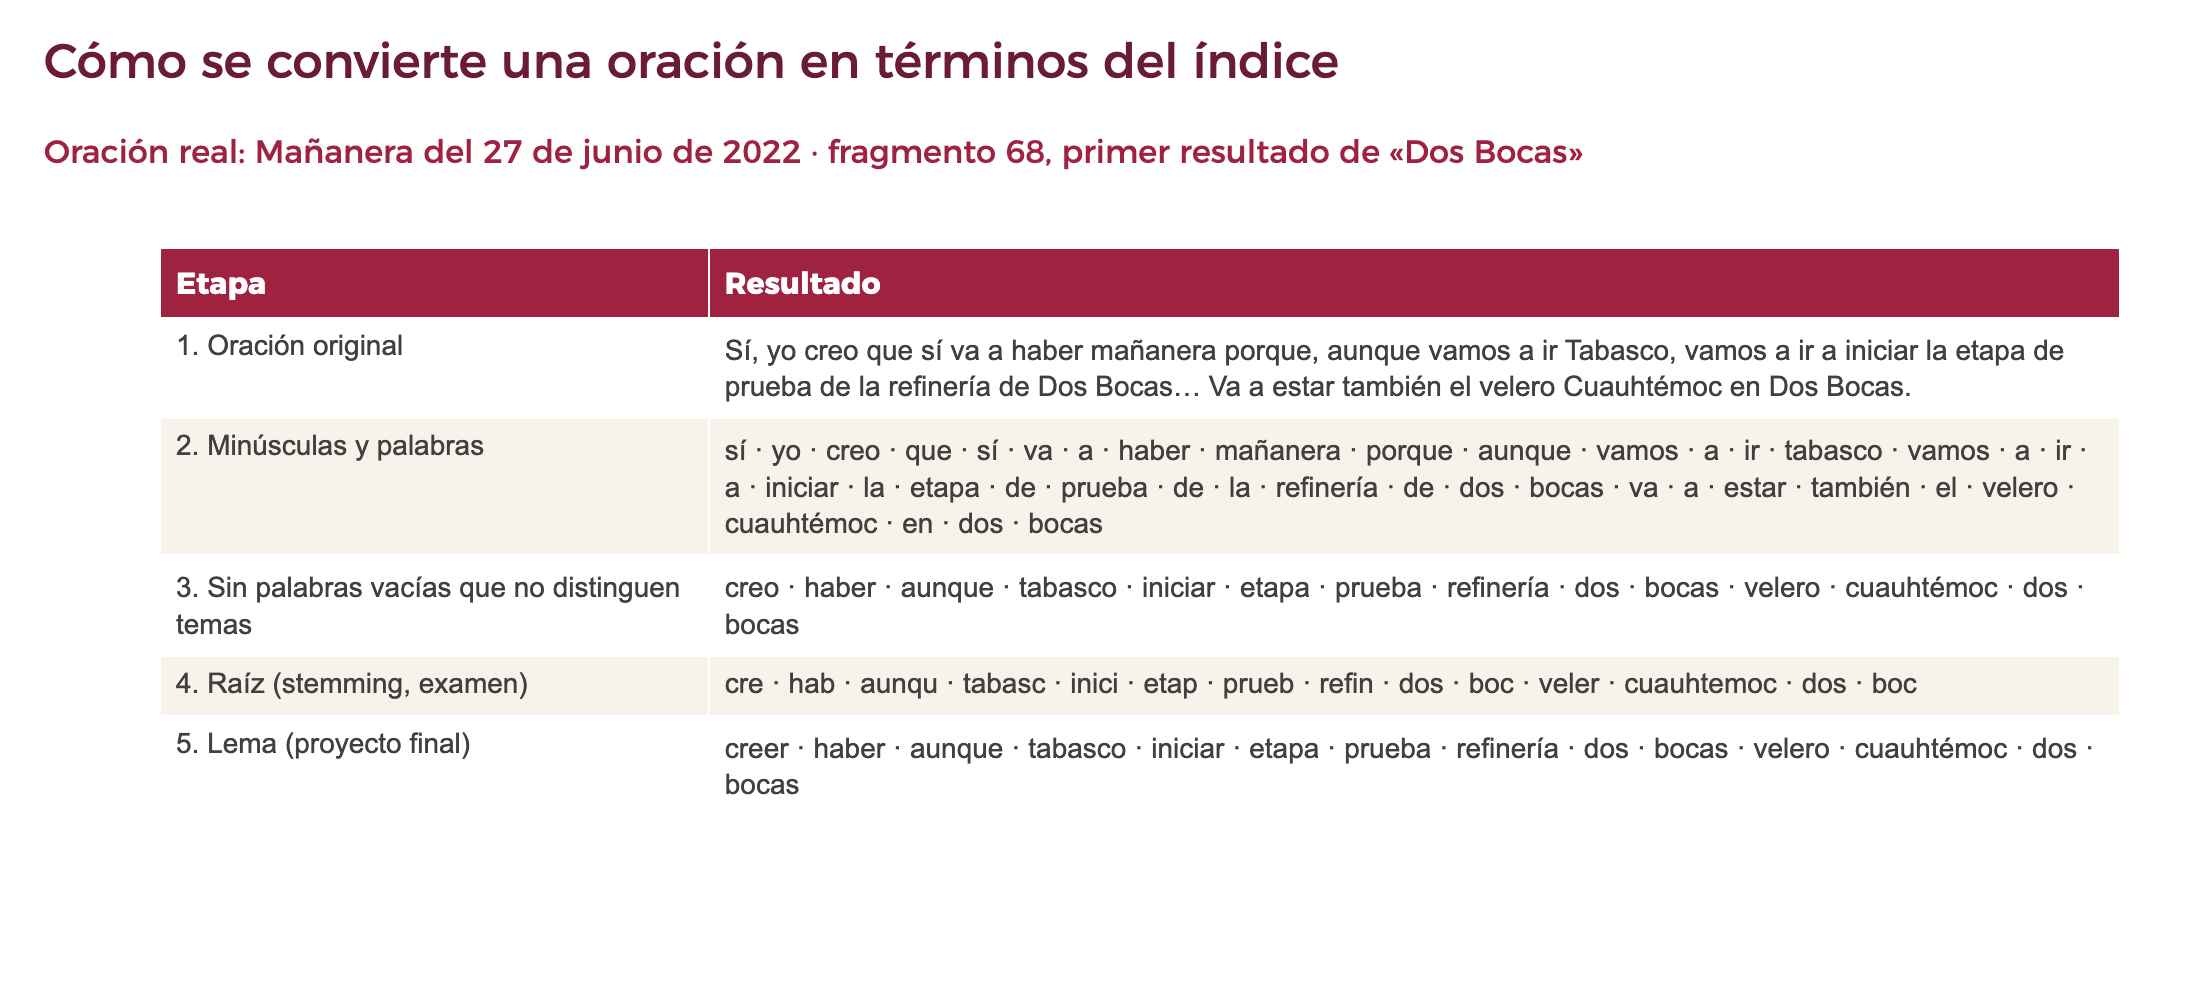 Cómo se convierte una oración en términos del índice
Oración real: Mañanera del 27 de junio de 2022 · fragmento 68, primer resultado de «Dos Bocas»
Etapa
Resultado
1. Oración original
Sí, yo creo que sí va a haber mañanera porque, aunque vamos a ir Tabasco, vamos a ir a iniciar la etapa de
prueba de la refinería de Dos Bocas… Va a estar también el velero Cuauhtémoc en Dos Bocas.
2. Minúsculas y palabras
sí · yo · creo · que · sí · va · a · haber · mañanera · porque · aunque · vamos · a · ir · tabasco · vamos · a · ir ·
a · iniciar · la · etapa · de · prueba · de · la · refinería · de · dos · bocas · va · a · estar · también · el · velero ·
cuauhtémoc · en · dos · bocas
3. Sin palabras vacías que no distinguen
temas
creo · haber · aunque · tabasco · iniciar · etapa · prueba · refinería · dos · bocas · velero · cuauhtémoc · dos ·
bocas
4. Raíz (stemming, examen)
cre · hab · aunqu · tabasc · inici · etap · prueb · refin · dos · boc · veler · cuauhtemoc · dos · boc
5. Lema (proyecto final)
creer · haber · aunque · tabasco · iniciar · etapa · prueba · refinería · dos · bocas · velero · cuauhtémoc · dos ·
bocas